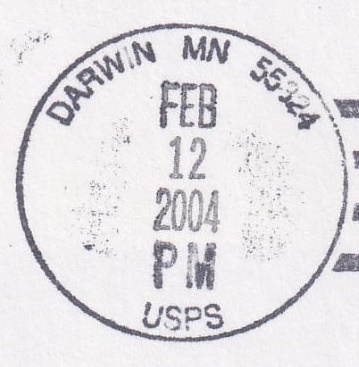 DARWIN MN 55324
FEB
12
2004
PM
USPS